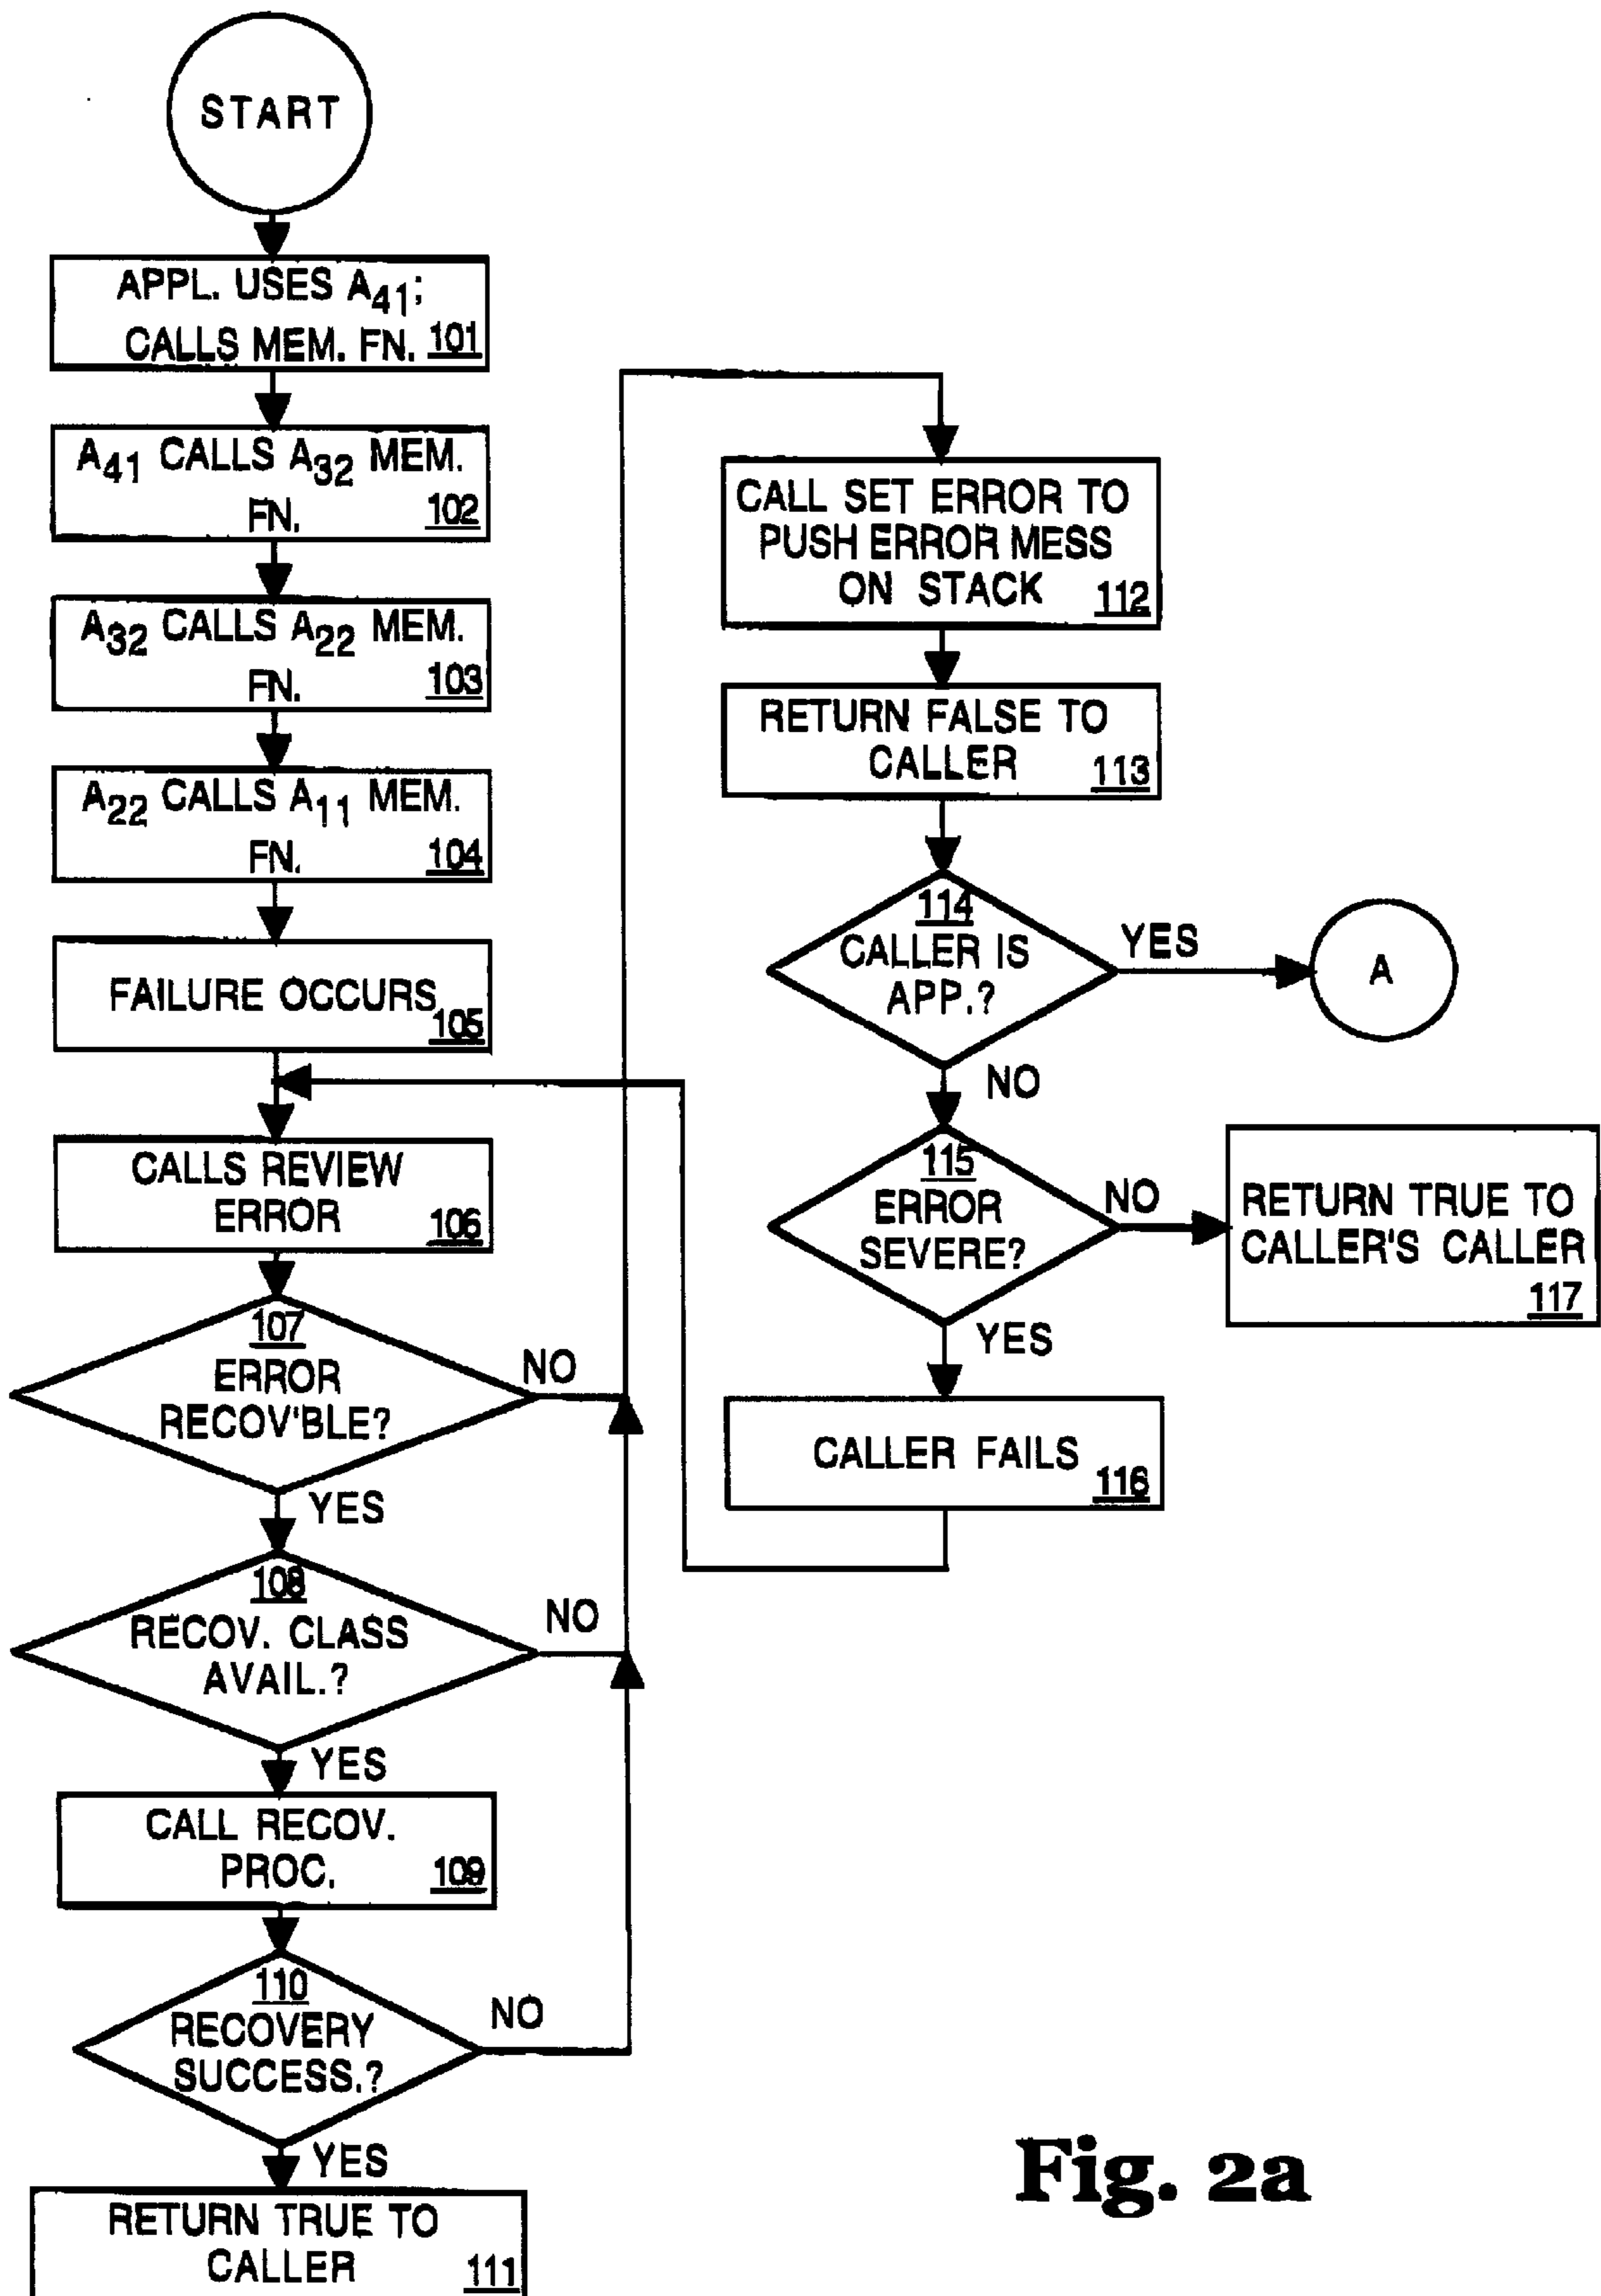 START
APPL. USES A41;
CALLS MEM. FN. 101
A41 CALLS A32 MEM.
FN. 102
A32 CALLS A22 MEM.
FN. 103
A22 CALLS A11 MEM.
FN. 104
FAILURE OCCURS
105
CALLS REVIEW
ERROR 106
107
ERROR
RECOV'BLE?
NO
YES
108
RECOV. CLASS
AVAIL.?
NO
YES
CALL RECOV.
PROC. 109
110
RECOVERY
SUCCESS.?
NO
YES
RETURN TRUE TO
CALLER 111
CALL SET ERROR TO
PUSH ERROR MESS
ON STACK 112
RETURN FALSE TO
CALLER 113
114
CALLER IS
APP.?
YES
A
NO
115
ERROR
SEVERE?
NO
RETURN TRUE TO
CALLER'S CALLER
117
YES
CALLER FAILS
116
Fig. 2a